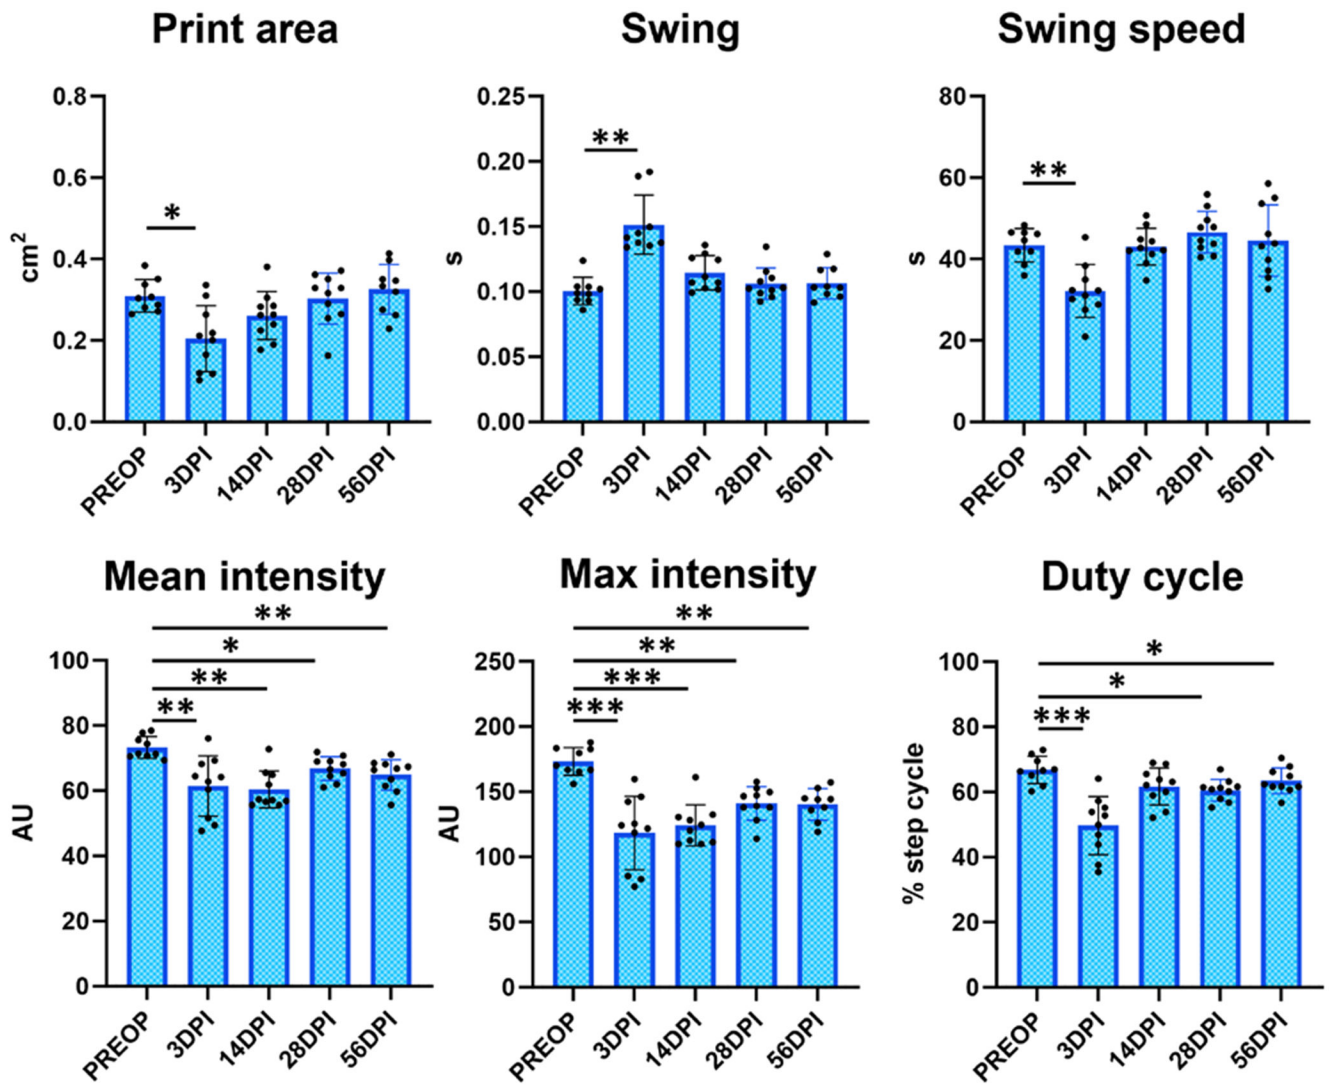 Print area
Swing
Swing speed
0.8
0.6
0.4
0.2
0.0
cm²
*
PREOP
3DPI
14DPI
28DPI
56DPI
0.25
0.20
0.15
0.10
0.05
0.00
s
**
PREOP
3DPI
14DPI
28DPI
56DPI
80
60
40
20
0
s
**
PREOP
3DPI
14DPI
28DPI
56DPI
Mean intensity
Max intensity
Duty cycle
**
*
**
**
100
80
60
40
20
0
AU
PREOP
3DPI
14DPI
28DPI
56DPI
**
**
***
***
250
200
150
100
50
0
AU
PREOP
3DPI
14DPI
28DPI
56DPI
*
*
***
100
80
60
40
20
0
% step cycle
PREOP
3DPI
14DPI
28DPI
56DPI